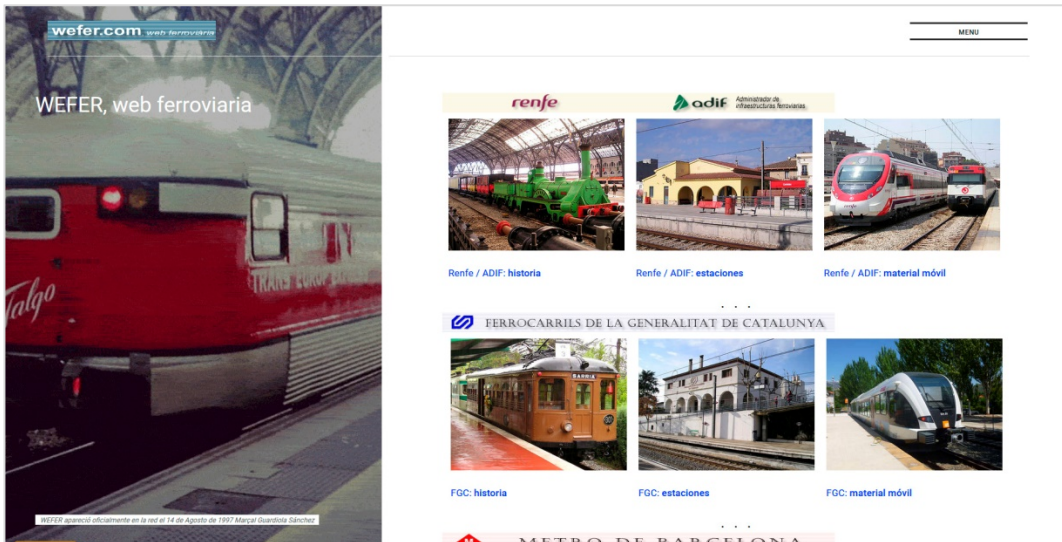 wefer.com web ferroviària
MENU
WEFER, web ferroviaria
Talgo
TRANS EUROP EXPRESS
WEFER apareció oficialmente en la red el 14 de Agosto de 1997 Marçal Guardiola Sánchez
renfe
adif Administrador de
infraestructuras ferroviarias
renfe
Renfe / ADIF: historia
Renfe / ADIF: estaciones
Renfe / ADIF: material móvil
. . .
FERROCARRILS DE LA GENERALITAT DE CATALUNYA
SARRIA
FGC: historia
FGC: estaciones
FGC: material móvil
. . .
METRO DE BARCELONA